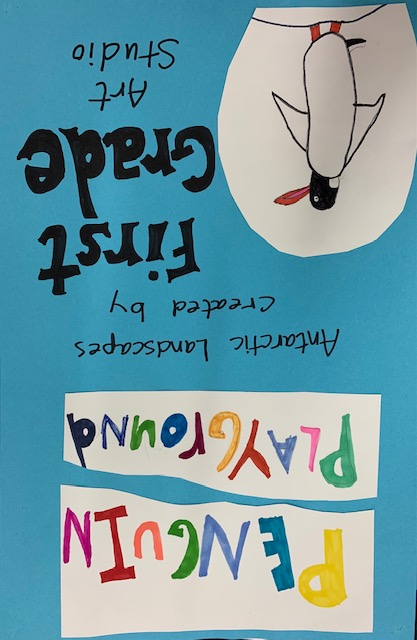 PENGUIN
PLAYGrounD
Antarctic Landscapes
created by
First
Grade
Art
Studio